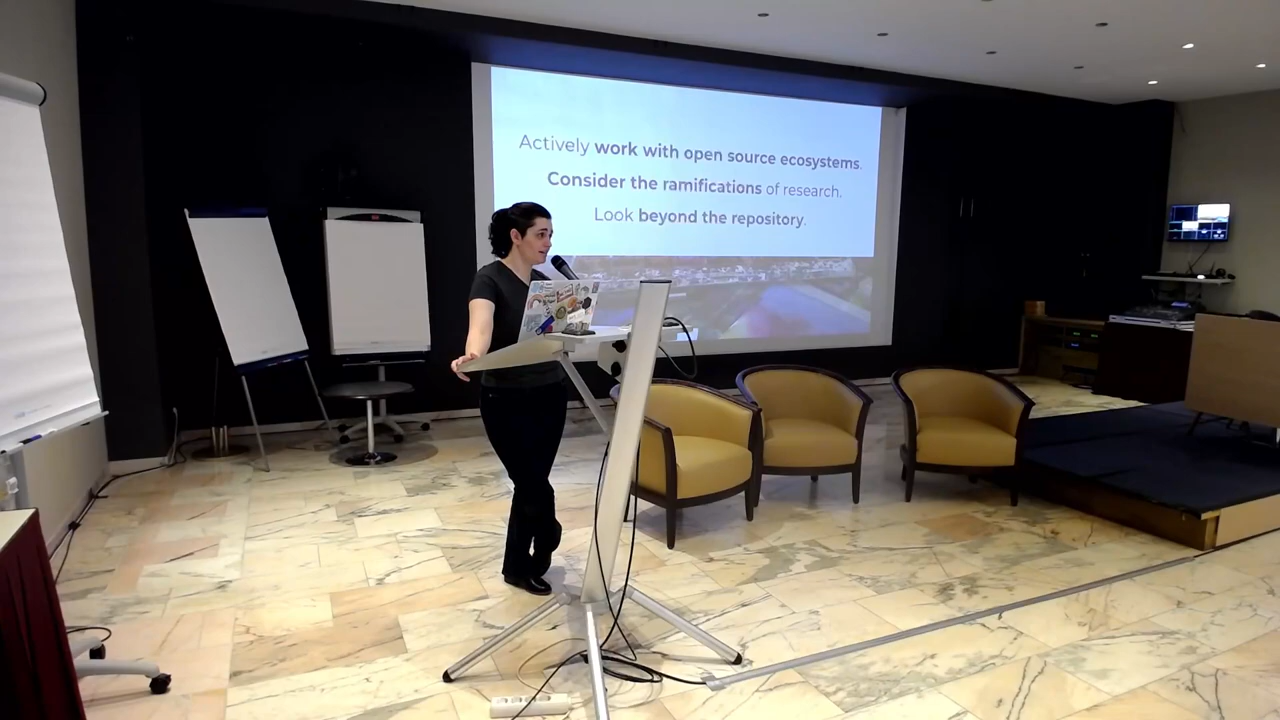 Actively work with open source ecosystems.
Consider the ramifications of research.
Look beyond the repository.